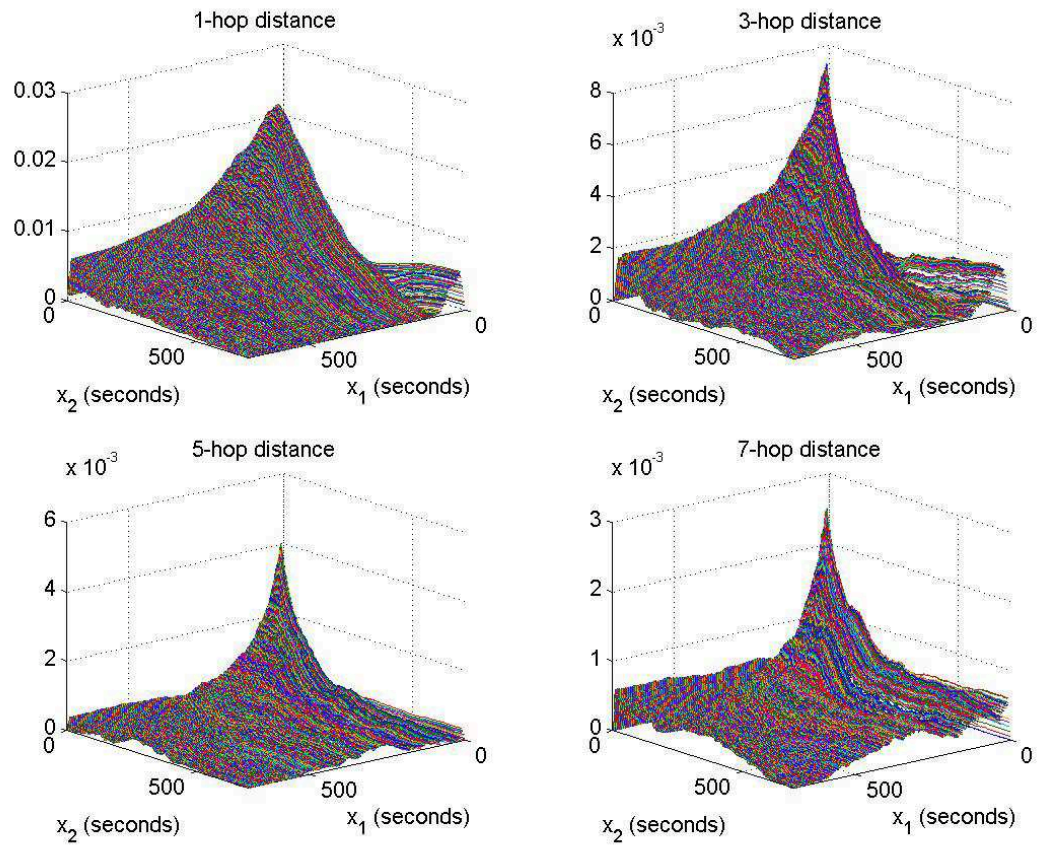 1-hop distance
0.03
0.02
0.01
0
0
500
x2 (seconds)
500
0
x1 (seconds)
3-hop distance
x 10-3
8
6
4
2
0
0
500
x2 (seconds)
500
0
x1 (seconds)
5-hop distance
x 10-3
6
4
2
0
0
500
x2 (seconds)
500
0
x1 (seconds)
7-hop distance
x 10-3
3
2
1
0
0
500
x2 (seconds)
500
0
x1 (seconds)